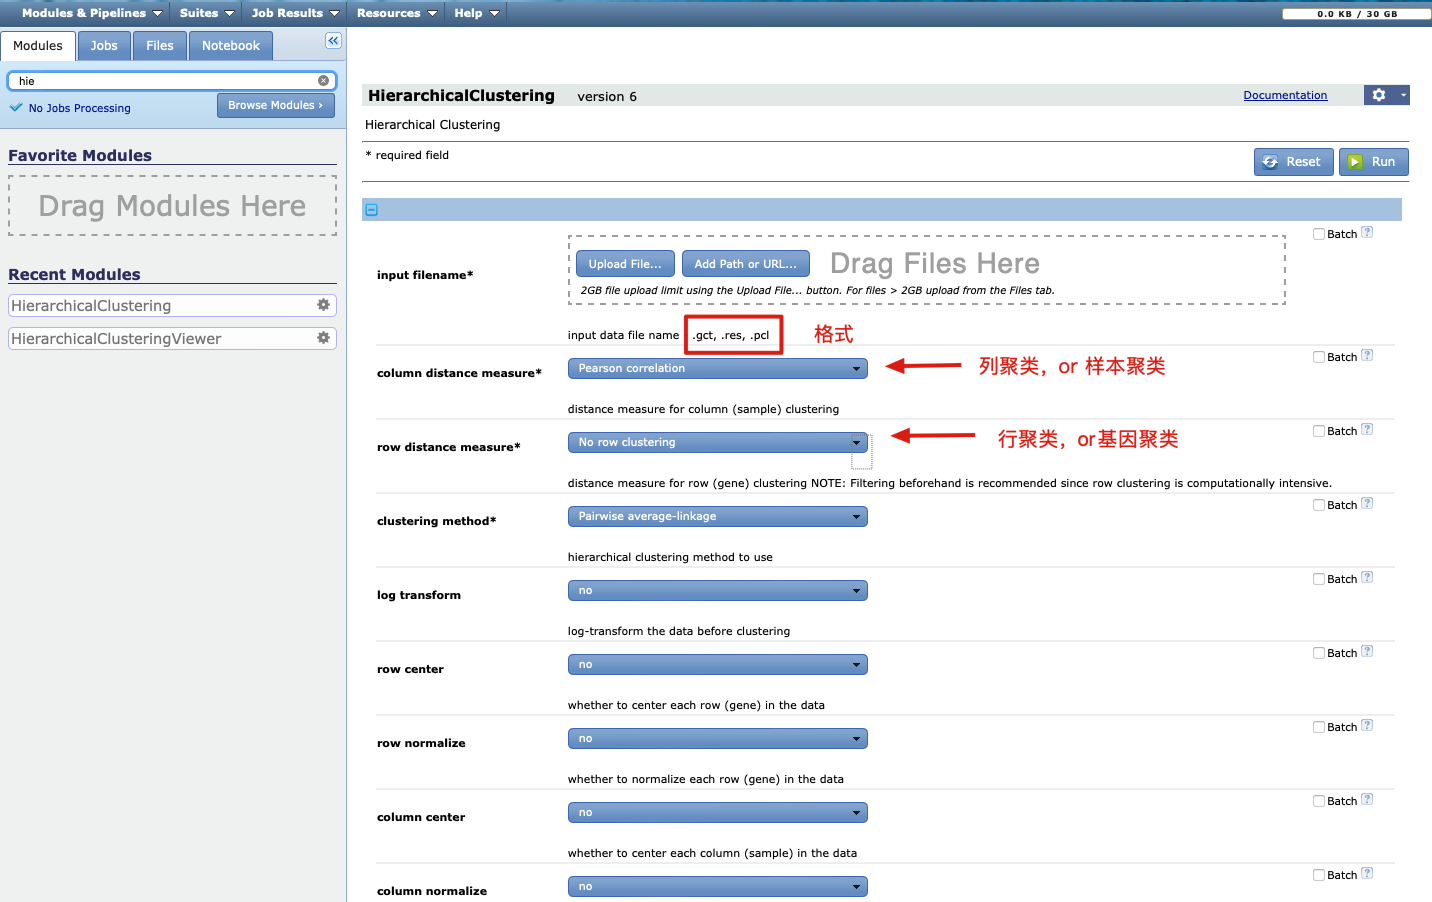 Modules & Pipelines Suites Job Results Resources Help
0.0 KB / 30 GB
Modules Jobs Files Notebook
hie
No Jobs Processing
Browse Modules ›
Favorite Modules
Drag Modules Here
Recent Modules
HierarchicalClustering
HierarchicalClusteringViewer
HierarchicalClustering version 6
Documentation
Hierarchical Clustering
* required field
Reset Run
Batch ?
input filename*
Upload File... Add Path or URL... Drag Files Here
2GB file upload limit using the Upload File... button. For files > 2GB upload from the Files tab.
input data file name .gct, .res, .pcl 格式
column distance measure* Pearson correlation Batch ?
列聚类，or 样本聚类
distance measure for column (sample) clustering
row distance measure* No row clustering Batch ?
行聚类，or基因聚类
distance measure for row (gene) clustering NOTE: Filtering beforehand is recommended since row clustering is computationally intensive.
clustering method* Pairwise average-linkage Batch ?
hierarchical clustering method to use
log transform no Batch ?
log-transform the data before clustering
row center no Batch ?
whether to center each row (gene) in the data
row normalize no Batch ?
whether to normalize each row (gene) in the data
column center no Batch ?
whether to center each column (sample) in the data
column normalize no Batch ?